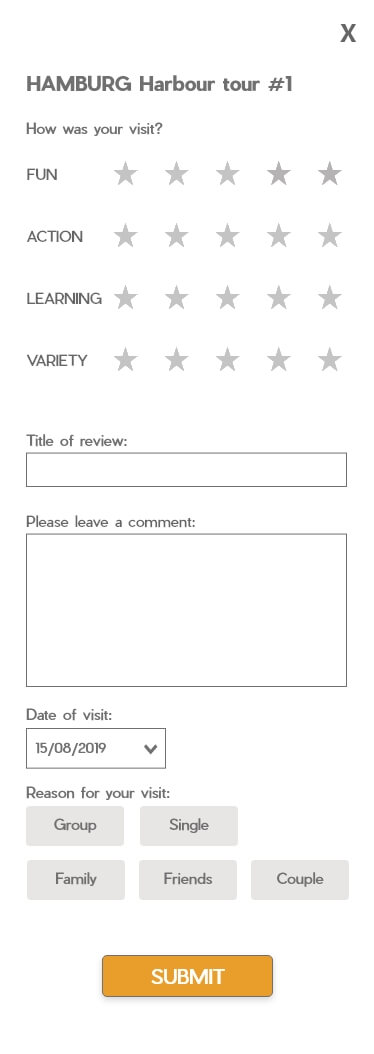 X
HAMBURG Harbour tour #1
How was your visit?
FUN
ACTION
LEARNING
VARIETY
Title of review:
Please leave a comment:
Date of visit:
15/08/2019
Reason for your visit:
Group Single
Family Friends Couple
SUBMIT